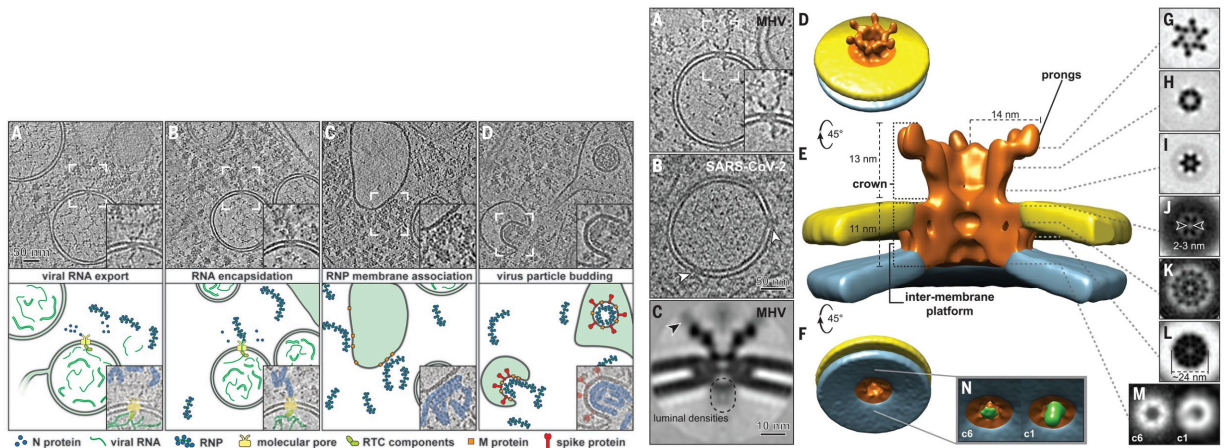 A
B
C
D
50 nm
viral RNA export
RNA encapsidation
RNP membrane association
virus particle budding
N protein
viral RNA
RNP
molecular pore
RTC components
M protein
spike protein
A
MHV
B
SARS-CoV-2
50 nm
C
MHV
luminal densities
10 nm
D
45°
E
prongs
14 nm
13 nm
crown
11 nm
inter-membrane
platform
45°
F
N
c6
c1
G
H
I
J
2-3 nm
K
L
~24 nm
M
c6
c1